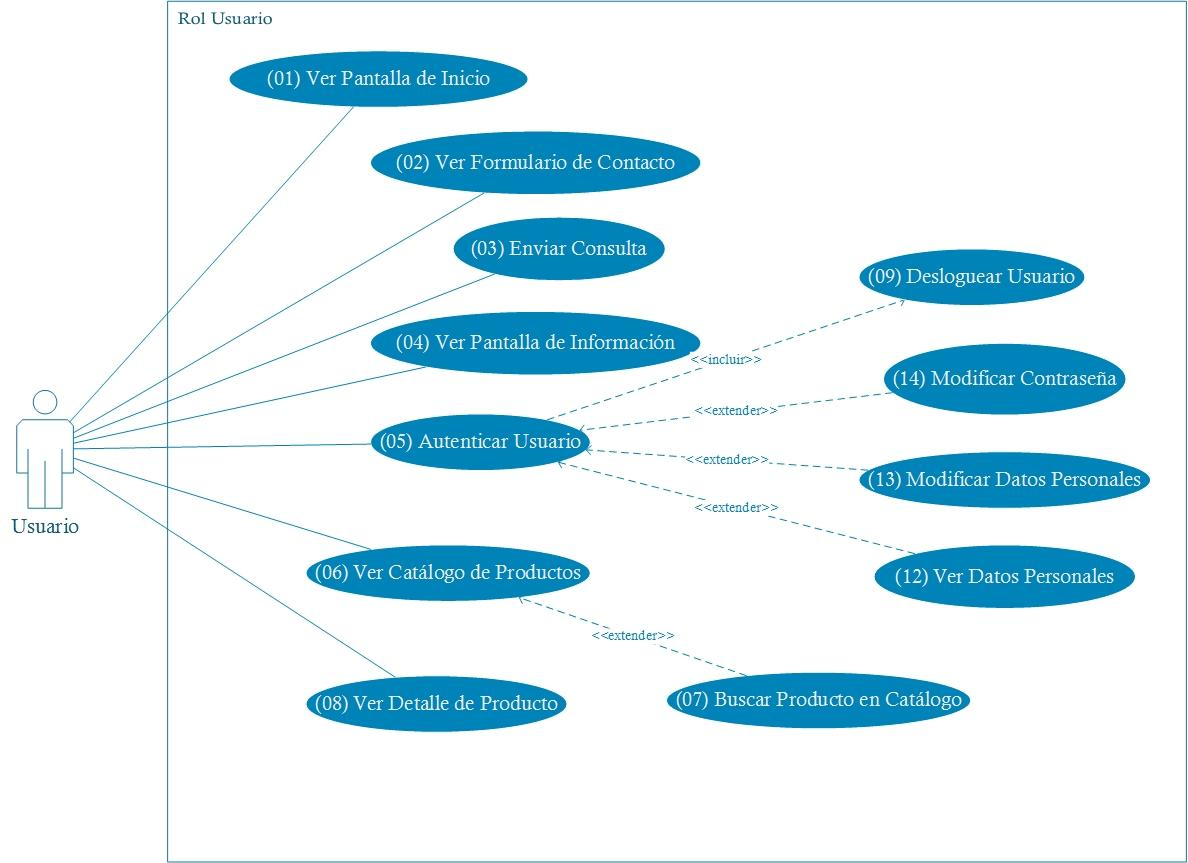 Rol Usuario
(01) Ver Pantalla de Inicio
(02) Ver Formulario de Contacto
(03) Enviar Consulta
(09) Desloguear Usuario
(04) Ver Pantalla de Información
<<incluir>>
(14) Modificar Contraseña
<<extender>>
(05) Autenticar Usuario
<<extender>>
(13) Modificar Datos Personales
<<extender>>
Usuario
(06) Ver Catálogo de Productos
(12) Ver Datos Personales
<<extender>>
(08) Ver Detalle de Producto
(07) Buscar Producto en Catálogo